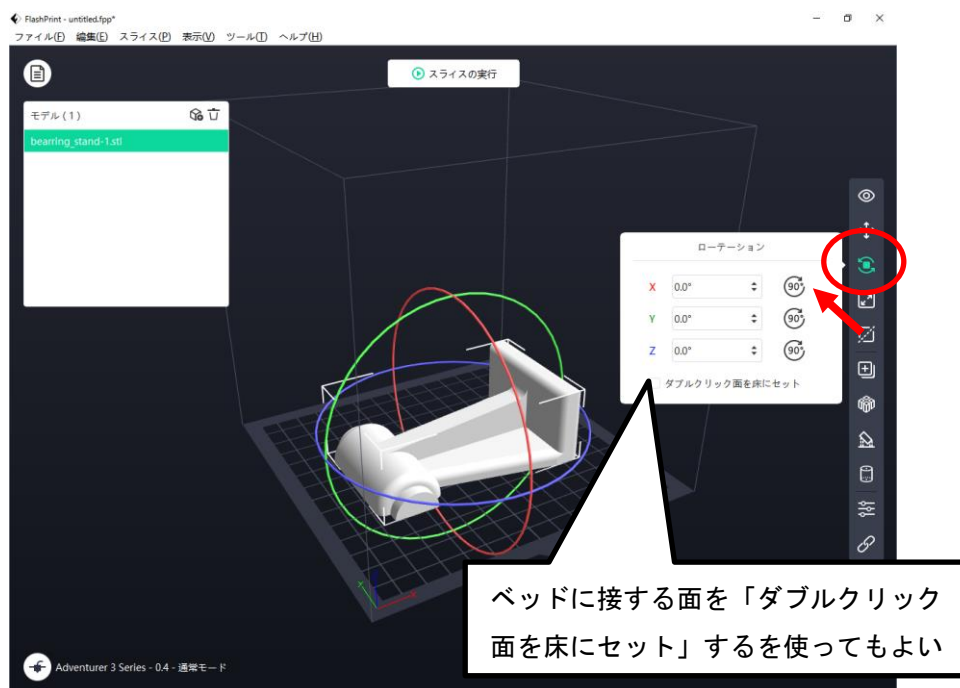 FlashPrint - untitled.fpp*
ファイル(F) 編集(E) スライス(P) 表示(V) ツール(T) ヘルプ(H)
スライスの実行
モデル ( 1 )
bearring_stand-1.stl
ローテーション
X 0.0° 90°
Y 0.0° 90°
Z 0.0° 90°
ダブルクリック面を床にセット
ベッドに接する面を「ダブルクリック
面を床にセット」するを使ってもよい
Adventurer 3 Series - 0.4 - 通常モード